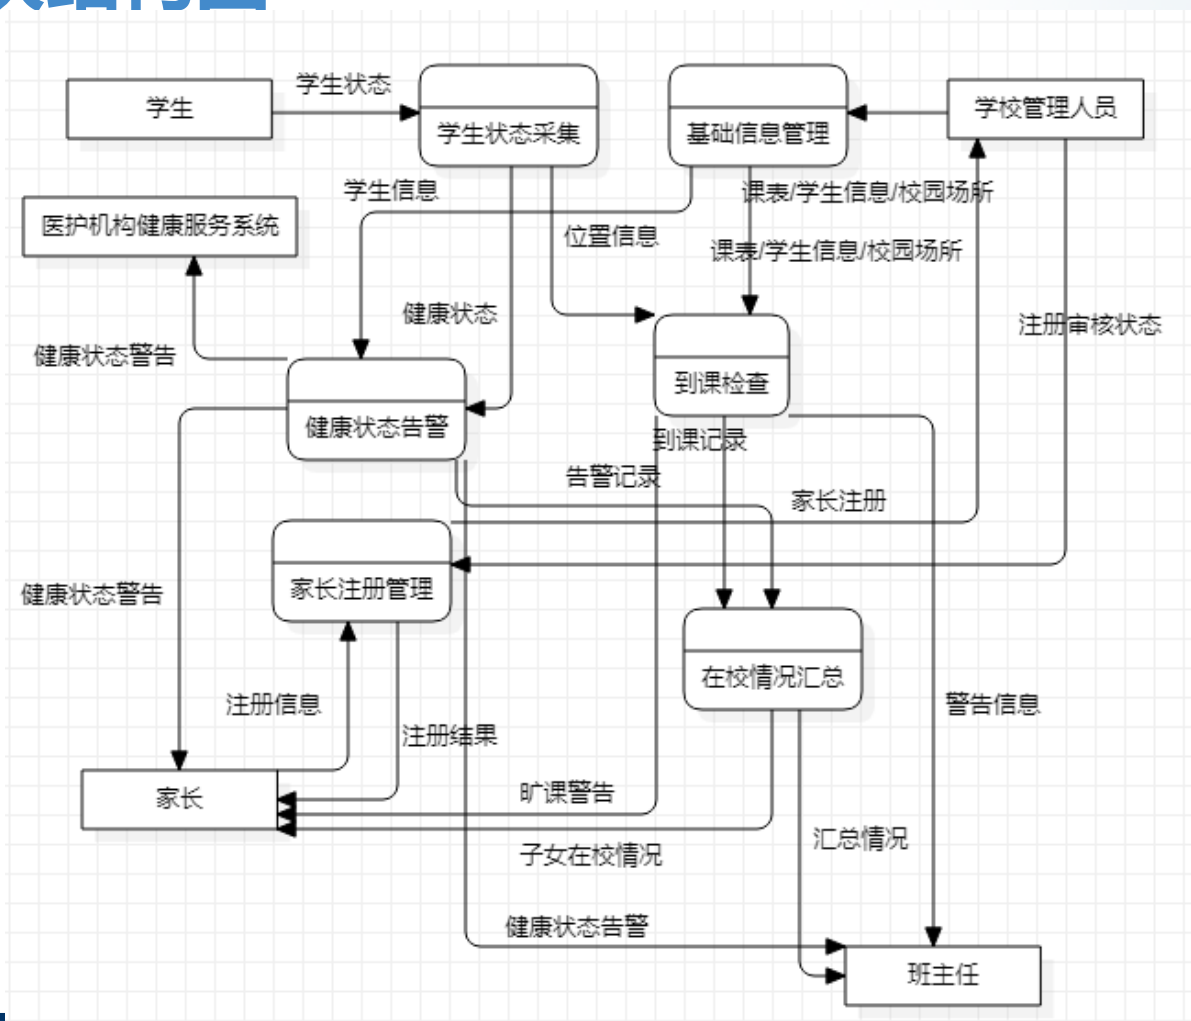 学生状态
学生
学生状态采集
基础信息管理
学校管理人员
学生信息
课表/学生信息/校园场所
医护机构健康服务系统
位置信息
课表/学生信息/校园场所
健康状态
注册审核状态
健康状态警告
到课检查
健康状态告警
到课记录
告警记录
家长注册
家长注册管理
健康状态警告
在校情况汇总
注册信息
警告信息
注册结果
家长
旷课警告
汇总情况
子女在校情况
健康状态告警
班主任